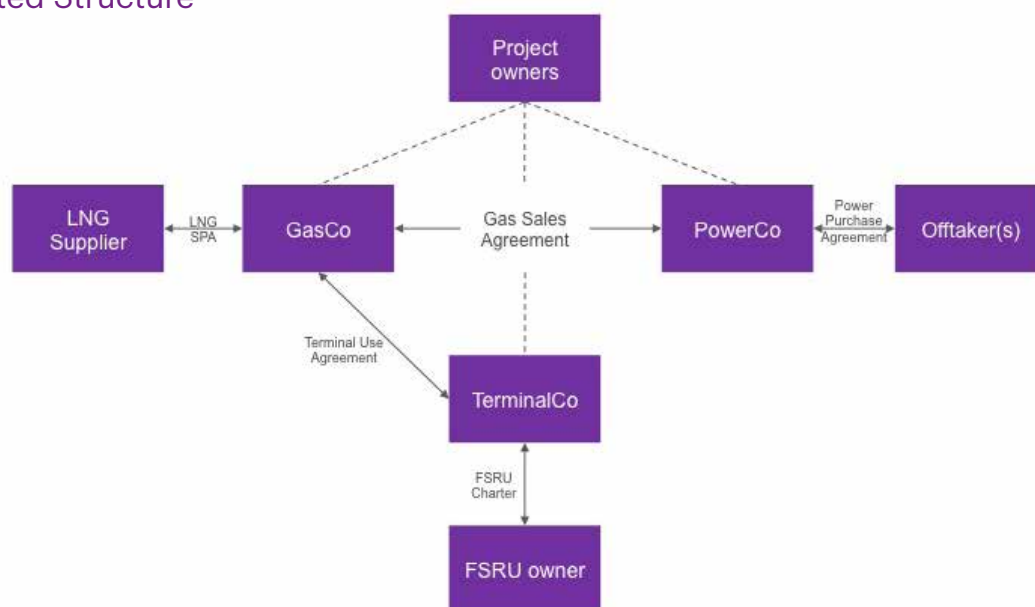 Structure
Project
owners
LNG
Supplier
LNG
SPA
GasCo
Gas Sales
Agreement
PowerCo
Power
Purchase
Agreement
Offtaker(s)
Terminal Use
Agreement
TerminalCo
FSRU
Charter
FSRU owner